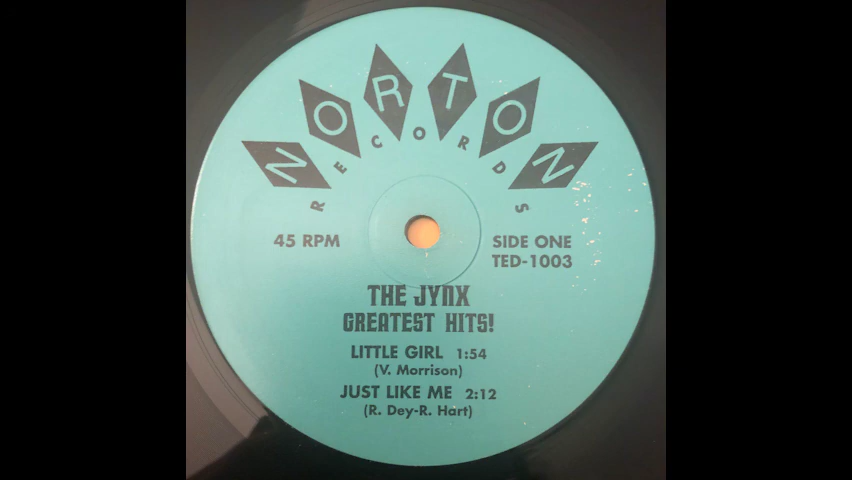 NORTON
RECORDS
45 RPM
SIDE ONE
TED-1003
THE JYNX
GREATEST HITS!
LITTLE GIRL 1:54
(V. Morrison)
JUST LIKE ME 2:12
(R. Dey-R. Hart)